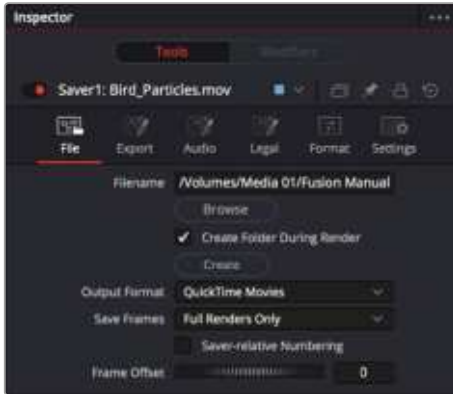 Inspector
Tools Modifiers
Saver1: Bird_Particles.mov
File Export Audio Legal Format Settings
Filename /Volumes/Media 01/Fusion Manual
Browse
Create Folder During Render
Create
Output Format QuickTime Movies
Save Frames Full Renders Only
Saver-relative Numbering
Frame Offset 0